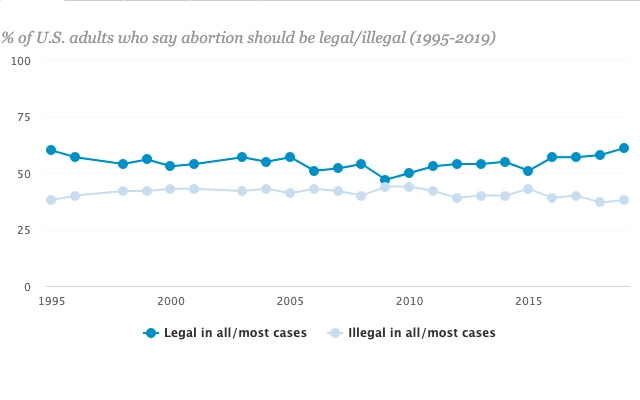 % of U.S. adults who say abortion should be legal/illegal (1995-2019)
100
75
50
25
0
1995 2000 2005 2010 2015
Legal in all/most cases Illegal in all/most cases